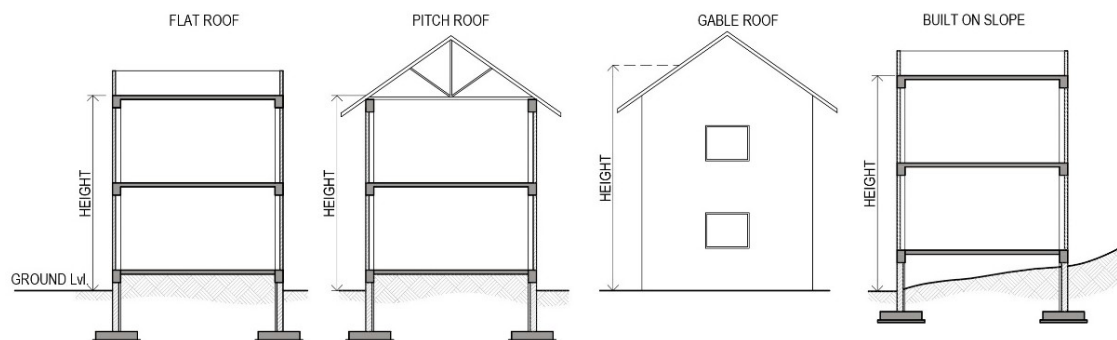 FLAT ROOF
PITCH ROOF
GABLE ROOF
BUILT ON SLOPE
HEIGHT
HEIGHT
HEIGHT
HEIGHT
GROUND Lvl.